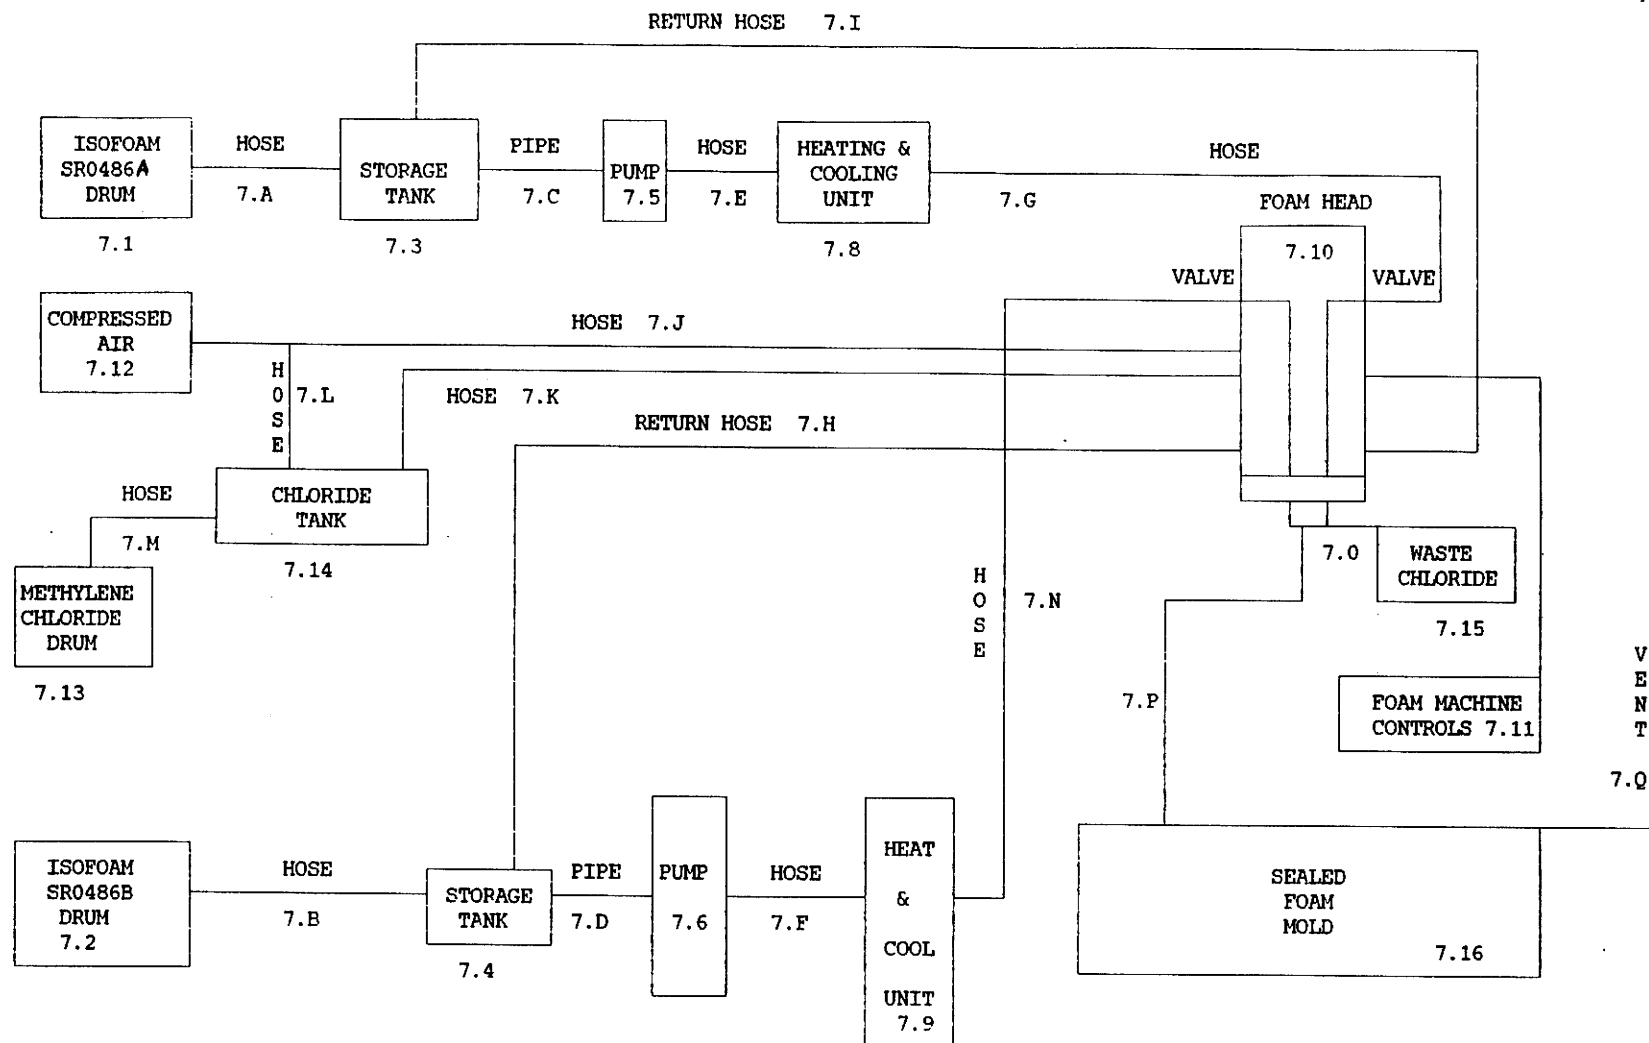 RETURN HOSE 7.I
ISOFOAM
SR0486A
DRUM
7.1
HOSE
7.A
STORAGE
TANK
7.3
PIPE
7.C
PUMP
7.5
HOSE
7.E
HEATING &
COOLING
UNIT
7.8
HOSE
7.G
FOAM HEAD
7.10
VALVE
VALVE
COMPRESSED
AIR
7.12
HOSE 7.J
H
O
S
E
7.L
HOSE 7.K
RETURN HOSE 7.H
HOSE
7.M
CHLORIDE
TANK
7.14
METHYLENE
CHLORIDE
DRUM
7.13
H
O
S
E
7.N
7.O
WASTE
CHLORIDE
7.15
7.P
FOAM MACHINE
CONTROLS 7.11
V
E
N
T
7.Q
ISOFOAM
SR0486B
DRUM
7.2
HOSE
7.B
STORAGE
TANK
7.4
PIPE
7.D
PUMP
7.6
HOSE
7.F
HEAT
&
COOL
UNIT
7.9
SEALED
FOAM
MOLD
7.16